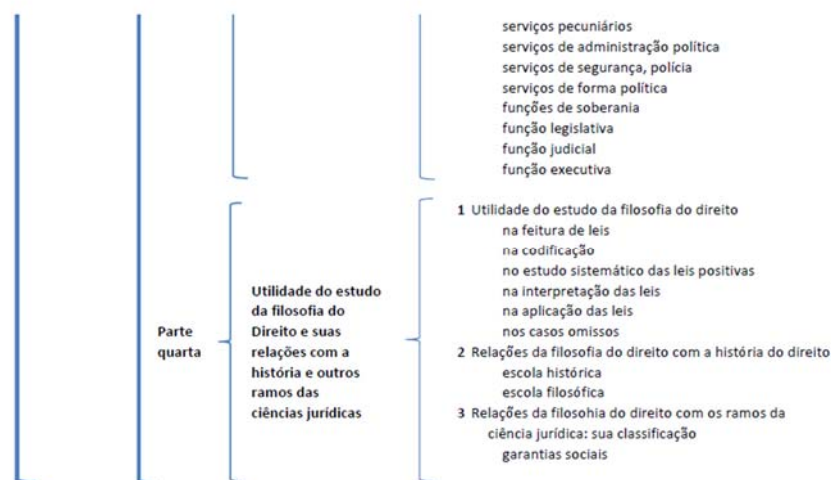 serviços pecuniários
serviços de administração política
serviços de segurança, polícia
serviços de forma política
funções de soberania
função legislativa
função judicial
função executiva
Parte
quarta
Utilidade do estudo
da filosofia do
Direito e suas
relações com a
história e outros
ramos das
ciências jurídicas
1 Utilidade do estudo da filosofia do direito
na feitura de leis
na codificação
no estudo sistemático das leis positivas
na interpretação das leis
na aplicação das leis
nos casos omissos
2 Relações da filosofia do direito com a história do direito
escola histórica
escola filosófica
3 Relações da filosohia do direito com os ramos da
ciência jurídica: sua classificação
garantias sociais